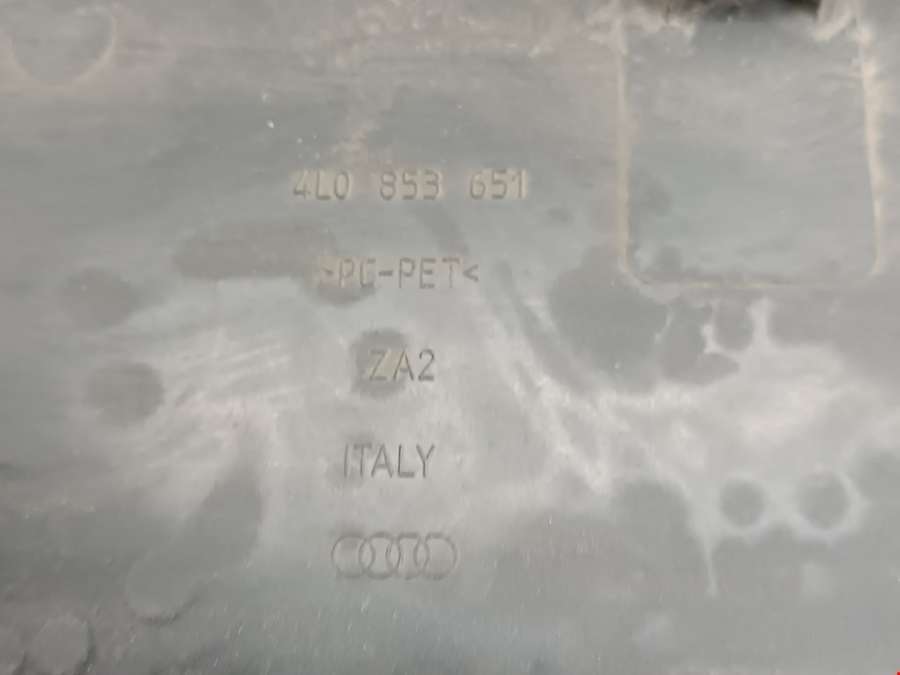 4L0 853 651
>PC-PET<
ZA2
ITALY